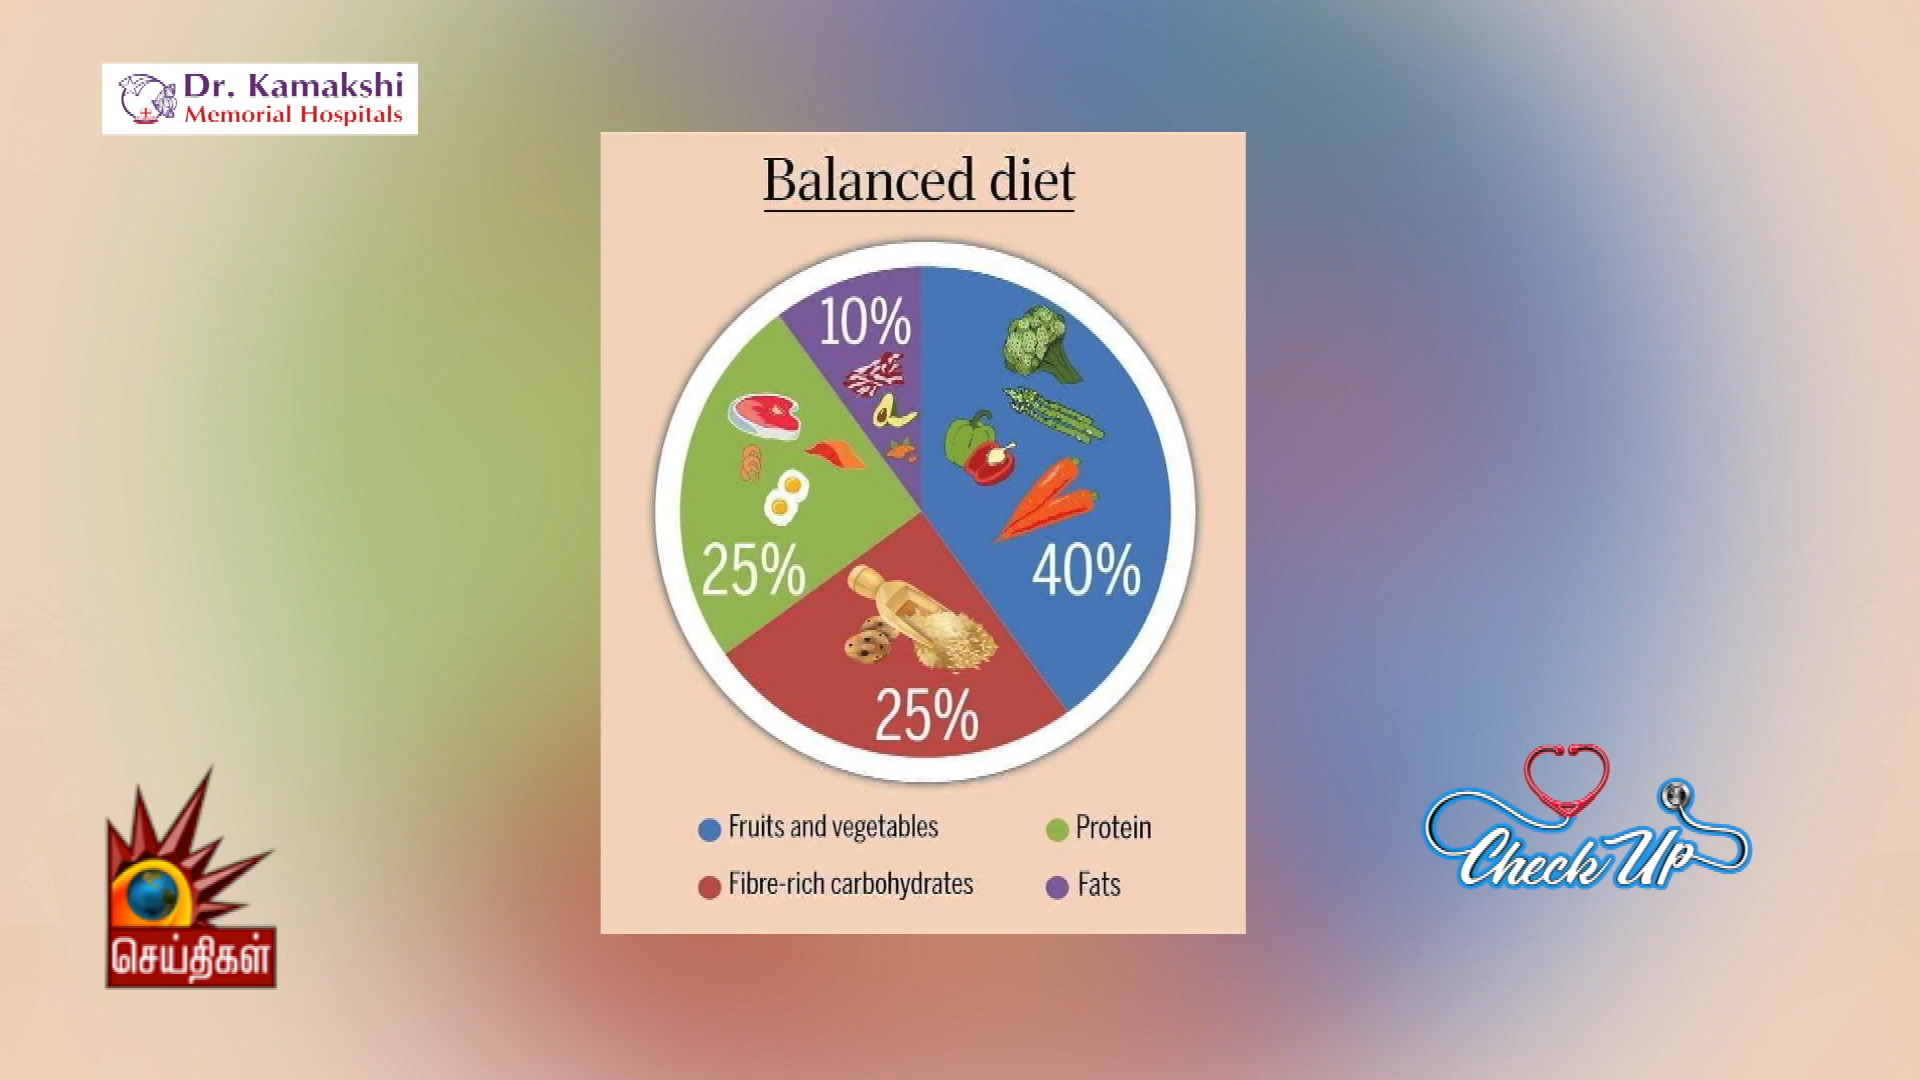 Dr. Kamakshi
Memorial Hospitals
Balanced diet
10%
25%
40%
25%
Fruits and vegetables
Protein
Fibre-rich carbohydrates
Fats
Check Up
செய்திகள்